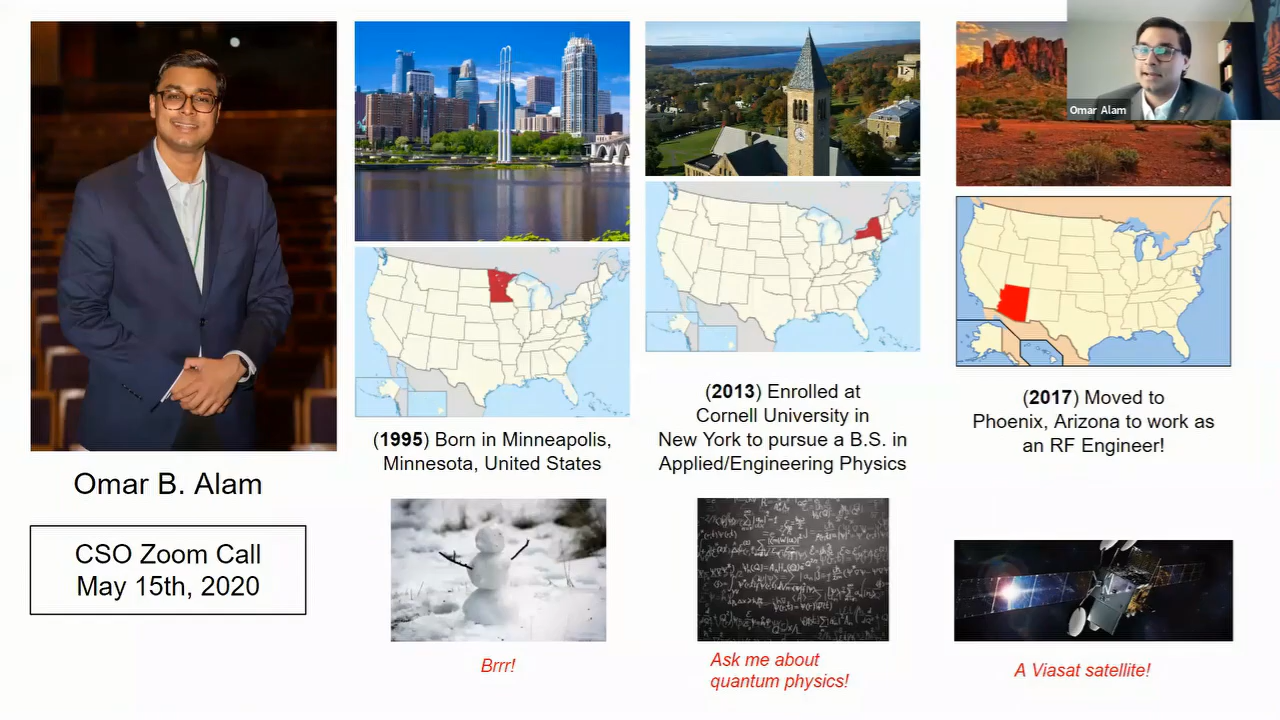 Omar Alam
Omar B. Alam
CSO Zoom Call
May 15th, 2020
(1995) Born in Minneapolis,
Minnesota, United States
Brrr!
(2013) Enrolled at
Cornell University in
New York to pursue a B.S. in
Applied/Engineering Physics
Ask me about
quantum physics!
(2017) Moved to
Phoenix, Arizona to work as
an RF Engineer!
A Viasat satellite!